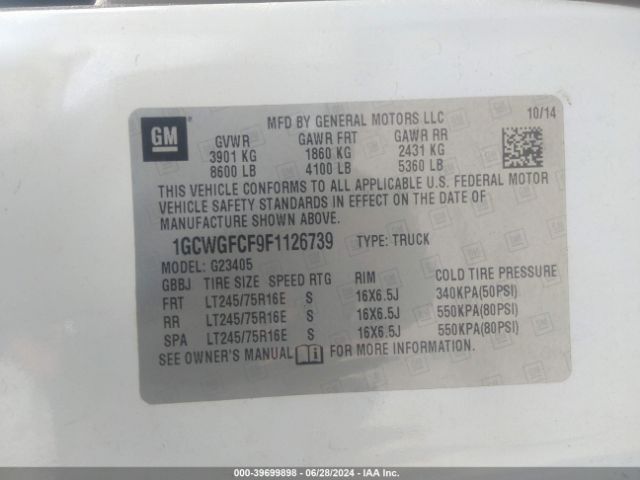 GM
MFD BY GENERAL MOTORS LLC 10/14
GVWR GAWR FRT GAWR RR
3901 KG 1860 KG 2431 KG
8600 LB 4100 LB 5360 LB
THIS VEHICLE CONFORMS TO ALL APPLICABLE U.S. FEDERAL MOTOR
VEHICLE SAFETY STANDARDS IN EFFECT ON THE DATE OF
MANUFACTURE SHOWN ABOVE.
1GCWGFCF9F1126739 TYPE: TRUCK
MODEL: G23405
GBBJ TIRE SIZE SPEED RTG RIM COLD TIRE PRESSURE
FRT LT245/75R16E S 16X6.5J 340KPA(50PSI)
RR LT245/75R16E S 16X6.5J 550KPA(80PSI)
SPA LT245/75R16E S 16X6.5J 550KPA(80PSI)
SEE OWNER'S MANUAL FOR MORE INFORMATION.
000-39699898 - 06/28/2024 - IAA Inc.